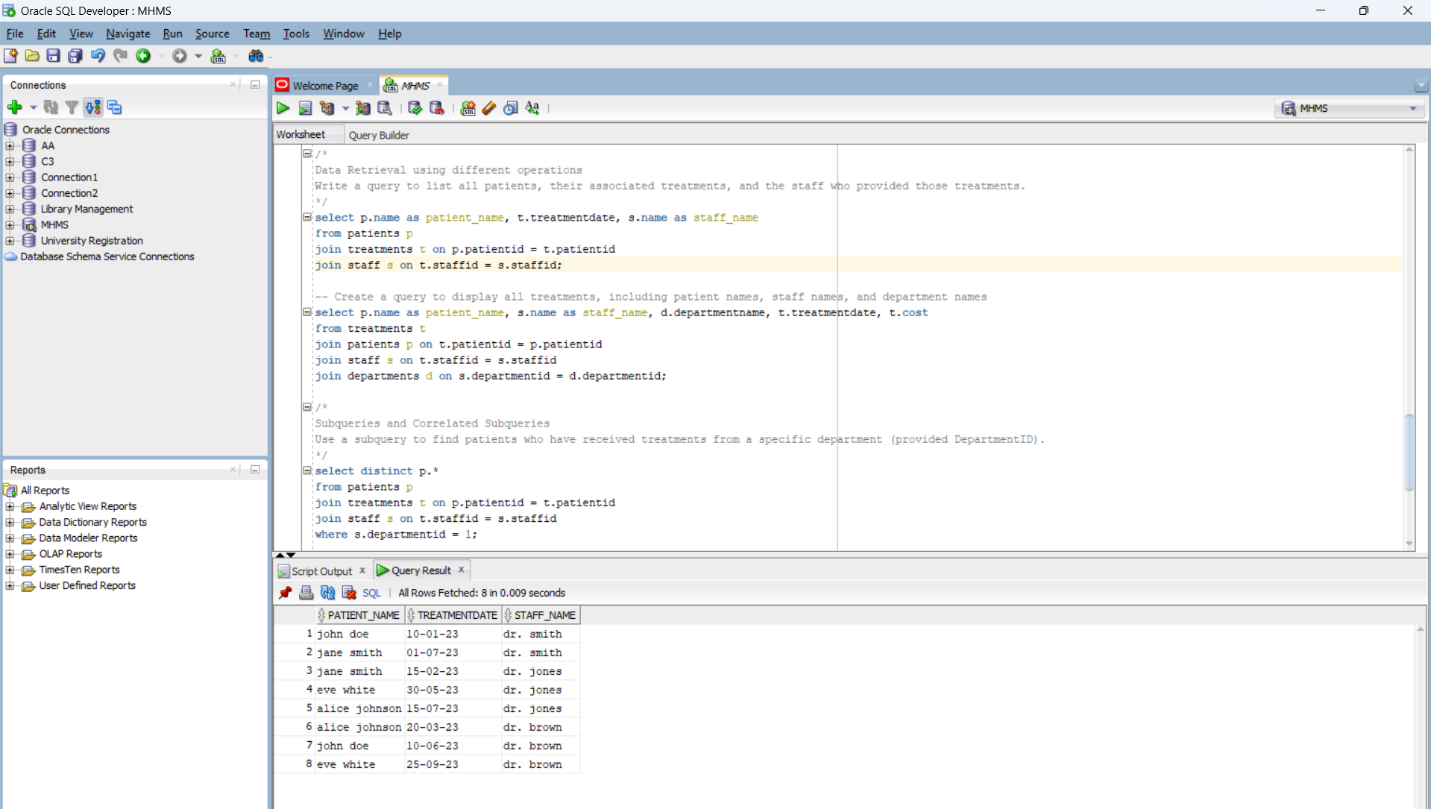 Oracle SQL Developer : MHMS
File Edit View Navigate Run Source Team Tools Window Help
Connections
Oracle Connections
AA
C3
Connection1
Connection2
Library Management
MHMS
University Registration
Database Schema Service Connections
Reports
All Reports
Analytic View Reports
Data Dictionary Reports
Data Modeler Reports
OLAP Reports
TimesTen Reports
User Defined Reports
Welcome Page MHMS
MHMS
Worksheet Query Builder
/*
Data Retrieval using different operations
Write a query to list all patients, their associated treatments, and the staff who provided those treatments.
*/
select p.name as patient_name, t.treatmentdate, s.name as staff_name
from patients p
join treatments t on p.patientid = t.patientid
join staff s on t.staffid = s.staffid;
-- Create a query to display all treatments, including patient names, staff names, and department names
select p.name as patient_name, s.name as staff_name, d.departmentname, t.treatmentdate, t.cost
from treatments t
join patients p on t.patientid = p.patientid
join staff s on t.staffid = s.staffid
join departments d on s.departmentid = d.departmentid;
/*
Subqueries and Correlated Subqueries
Use a subquery to find patients who have received treatments from a specific department (provided DepartmentID).
*/
select distinct p.*
from patients p
join treatments t on p.patientid = t.patientid
join staff s on t.staffid = s.staffid
where s.departmentid = 1;
Script Output x Query Result x
SQL | All Rows Fetched: 8 in 0.009 seconds
PATIENT_NAME TREATMENTDATE STAFF_NAME
1 john doe 10-01-23 dr. smith
2 jane smith 01-07-23 dr. smith
3 jane smith 15-02-23 dr. jones
4 eve white 30-05-23 dr. jones
5 alice johnson 15-07-23 dr. jones
6 alice johnson 20-03-23 dr. brown
7 john doe 10-06-23 dr. brown
8 eve white 25-09-23 dr. brown